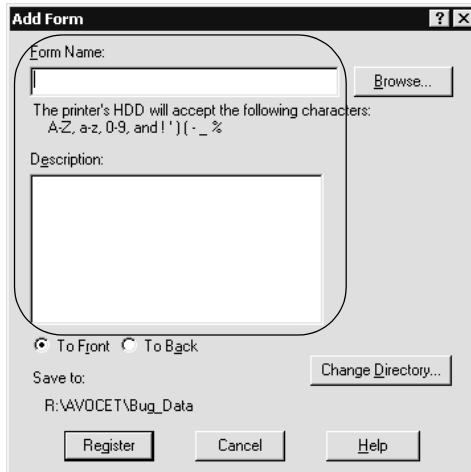 Add Form
? X
Form Name:
Browse...
The printer's HDD will accept the following characters:
A-Z, a-z, 0-9, and ! ' ) ( - _ %
Description:
To Front To Back
Change Directory...
Save to:
R:\AVOCET\Bug_Data
Register Cancel Help